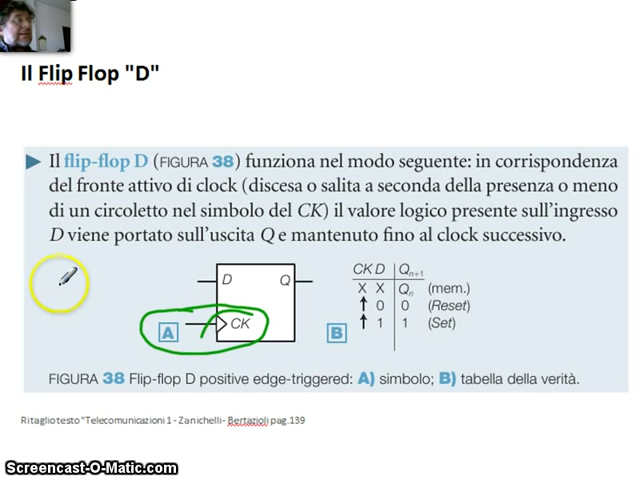 Il Flip Flop "D"
▶ Il flip-flop D (FIGURA 38) funziona nel modo seguente: in corrispondenza
del fronte attivo di clock (discesa o salita a seconda della presenza o meno
di un circoletto nel simbolo del CK) il valore logico presente sull'ingresso
D viene portato sull'uscita Q e mantenuto fino al clock successivo.
D Q
CK
A
B
CK D Qn+1
X X Qn (mem.)
↑ 0 0 (Reset)
↑ 1 1 (Set)
FIGURA 38 Flip-flop D positive edge-triggered: A) simbolo; B) tabella della verità.
Ritaglio testo "Telecomunicazioni 1 - Zanichelli - Bertazioli pag.139
Screencast-O-Matic.com